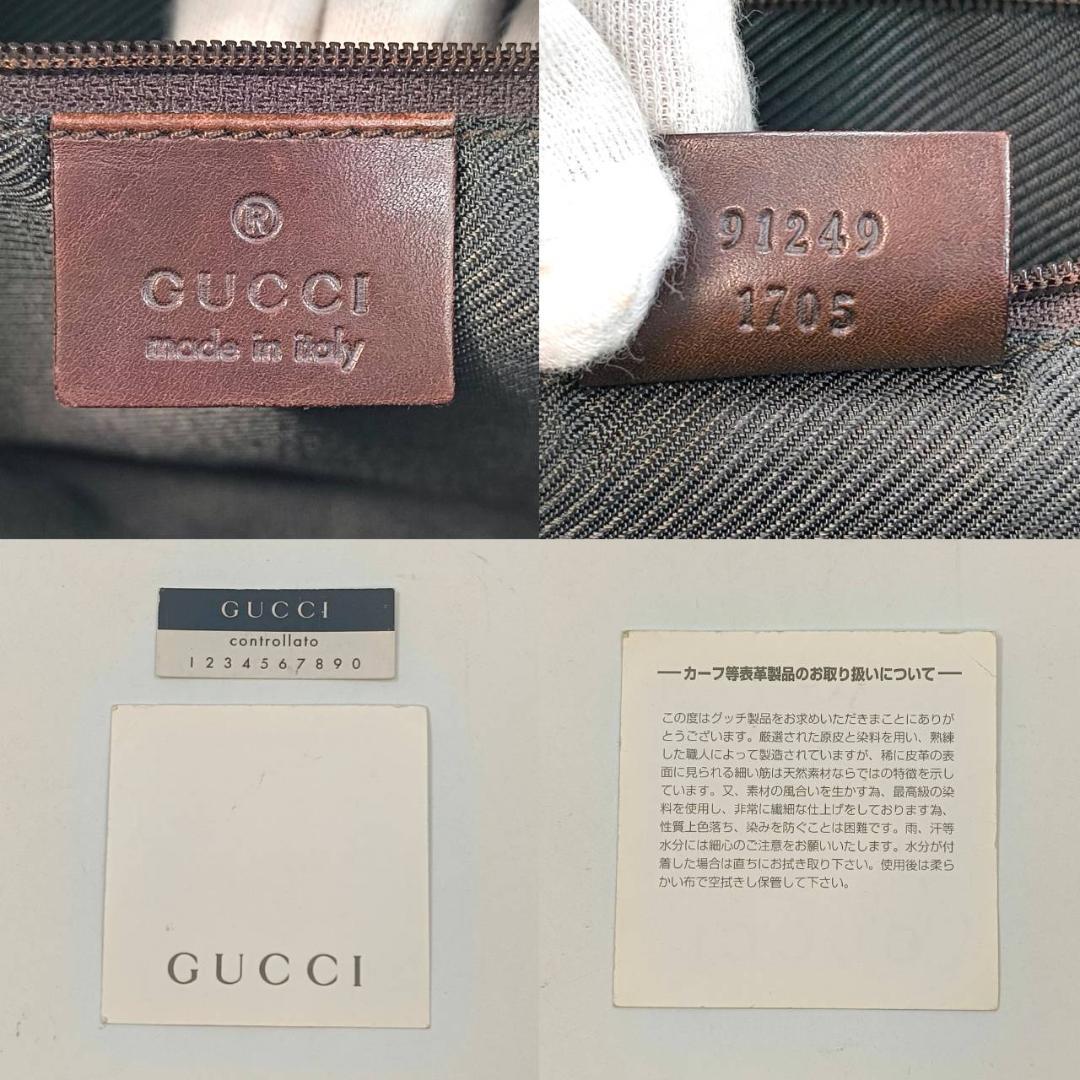 ®
GUCCI
made in italy
91249
1705
GUCCI
controllato
1 2 3 4 5 6 7 8 9 0
GUCCI
カーフ等表革製品のお取り扱いについて
この度はグッチ製品をお求めいただきまことにありが
とうございます。厳選された原皮と染料を用い、熟練
した職人によって製造されていますが、稀に皮革の表
面に見られる細い筋は天然素材ならではの特徴を示し
ています。又、素材の風合いを生かす為、最高級の染
料を使用し、非常に繊細な仕上げをしております為、
性質上色落ち、染みを防ぐことは困難です。雨、汗等
水分には細心のご注意をお願いいたします。水分が付
着した場合は直ちにお拭き取り下さい。使用後は柔ら
かい布で空拭きし保管して下さい。